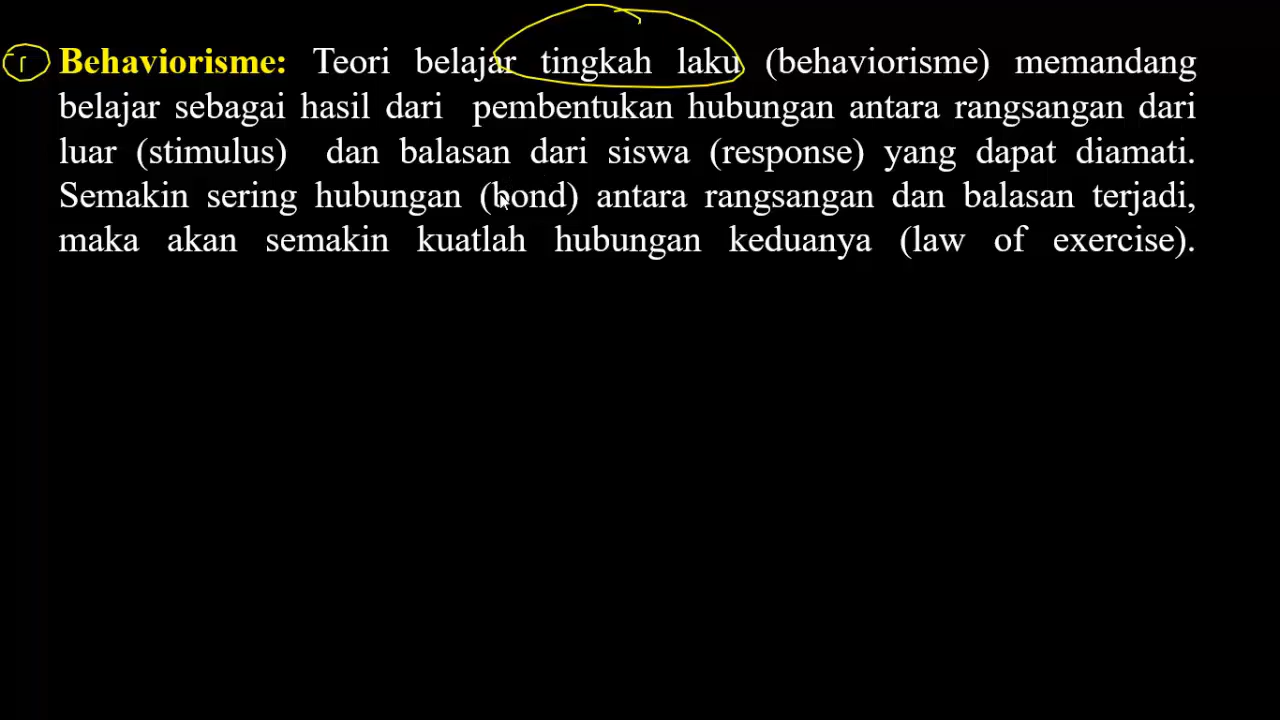 Behaviorisme: Teori belajar tingkah laku (behaviorisme) memandang
belajar sebagai hasil dari pembentukan hubungan antara rangsangan dari
luar (stimulus) dan balasan dari siswa (response) yang dapat diamati.
Semakin sering hubungan (bond) antara rangsangan dan balasan terjadi,
maka akan semakin kuatlah hubungan keduanya (law of exercise).